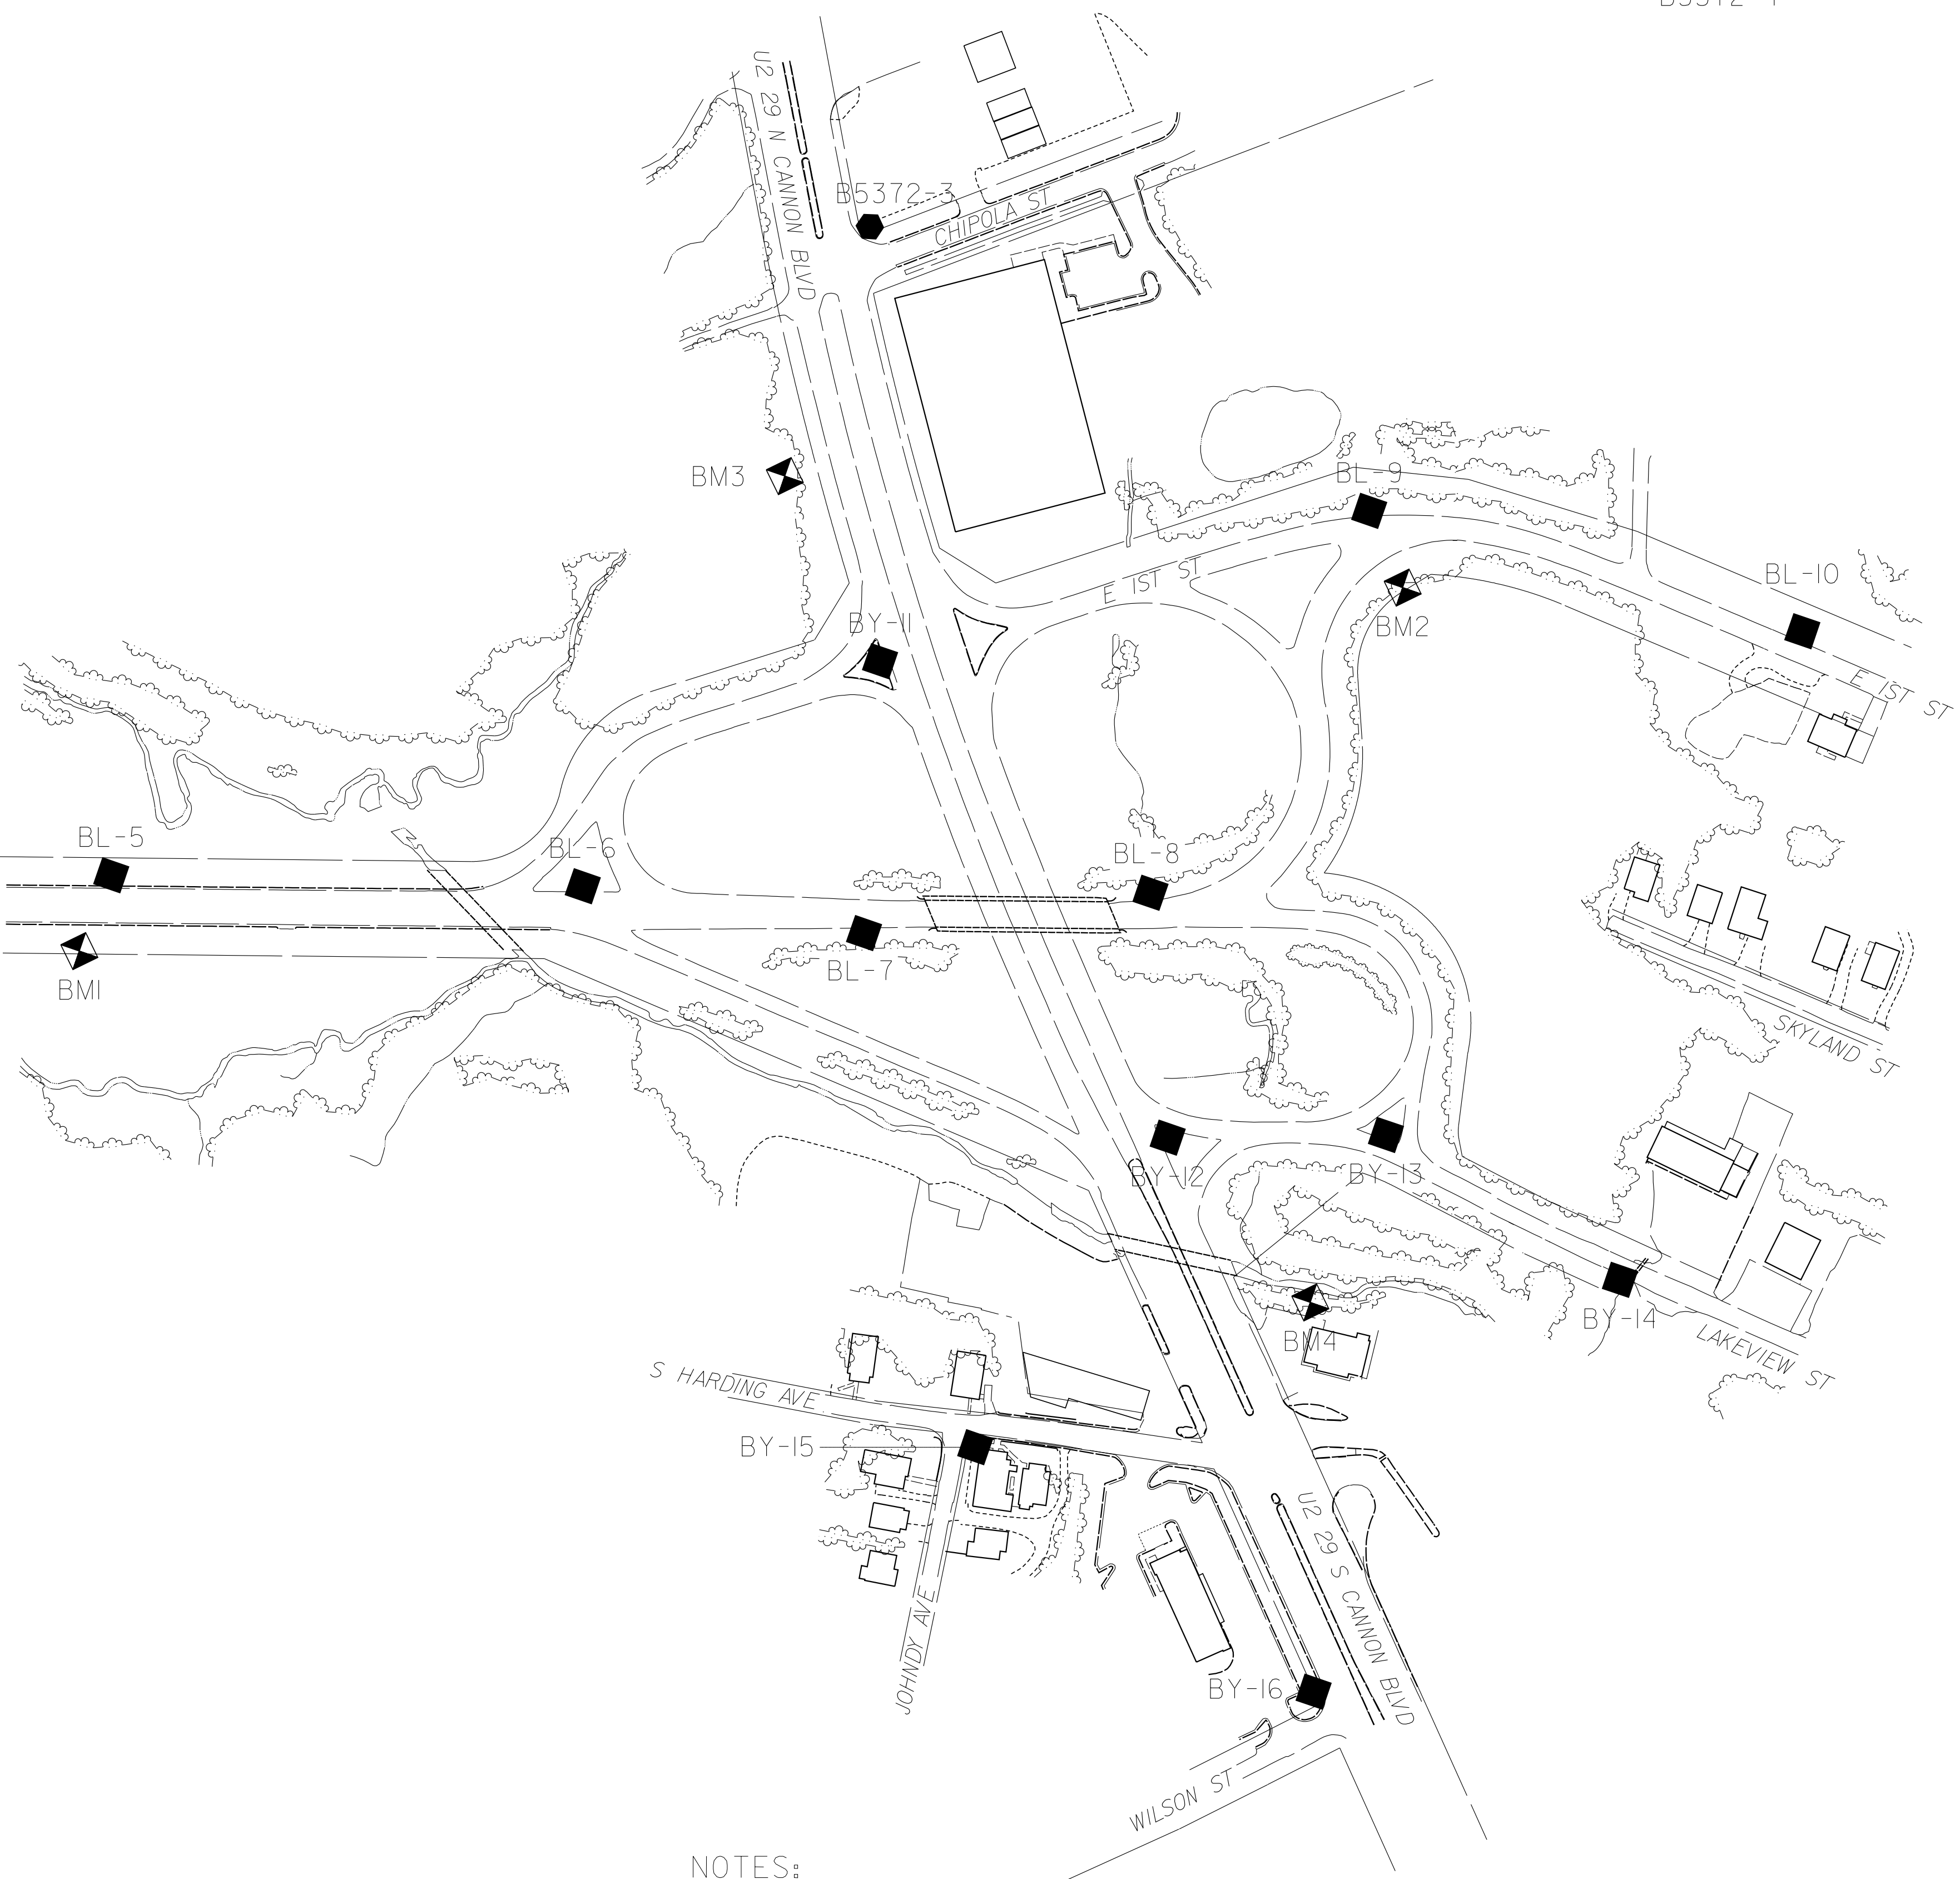 U2 29 N CANNON BLVD
B5372-3
CHIPOLA ST
BM3
BL-9
E 1ST ST
BL-10
BM2
BY-11
E 1ST ST
BL-5
BL-6
BL-8
BL-7
BM1
SKYLAND ST
BY-12
BY-13
BY-14
BM4
LAKEVIEW ST
S HARDING AVE
BY-15
U2 29 S CANNON BLVD
JOHNDY AVE
BY-16
WILSON ST
NOTES: